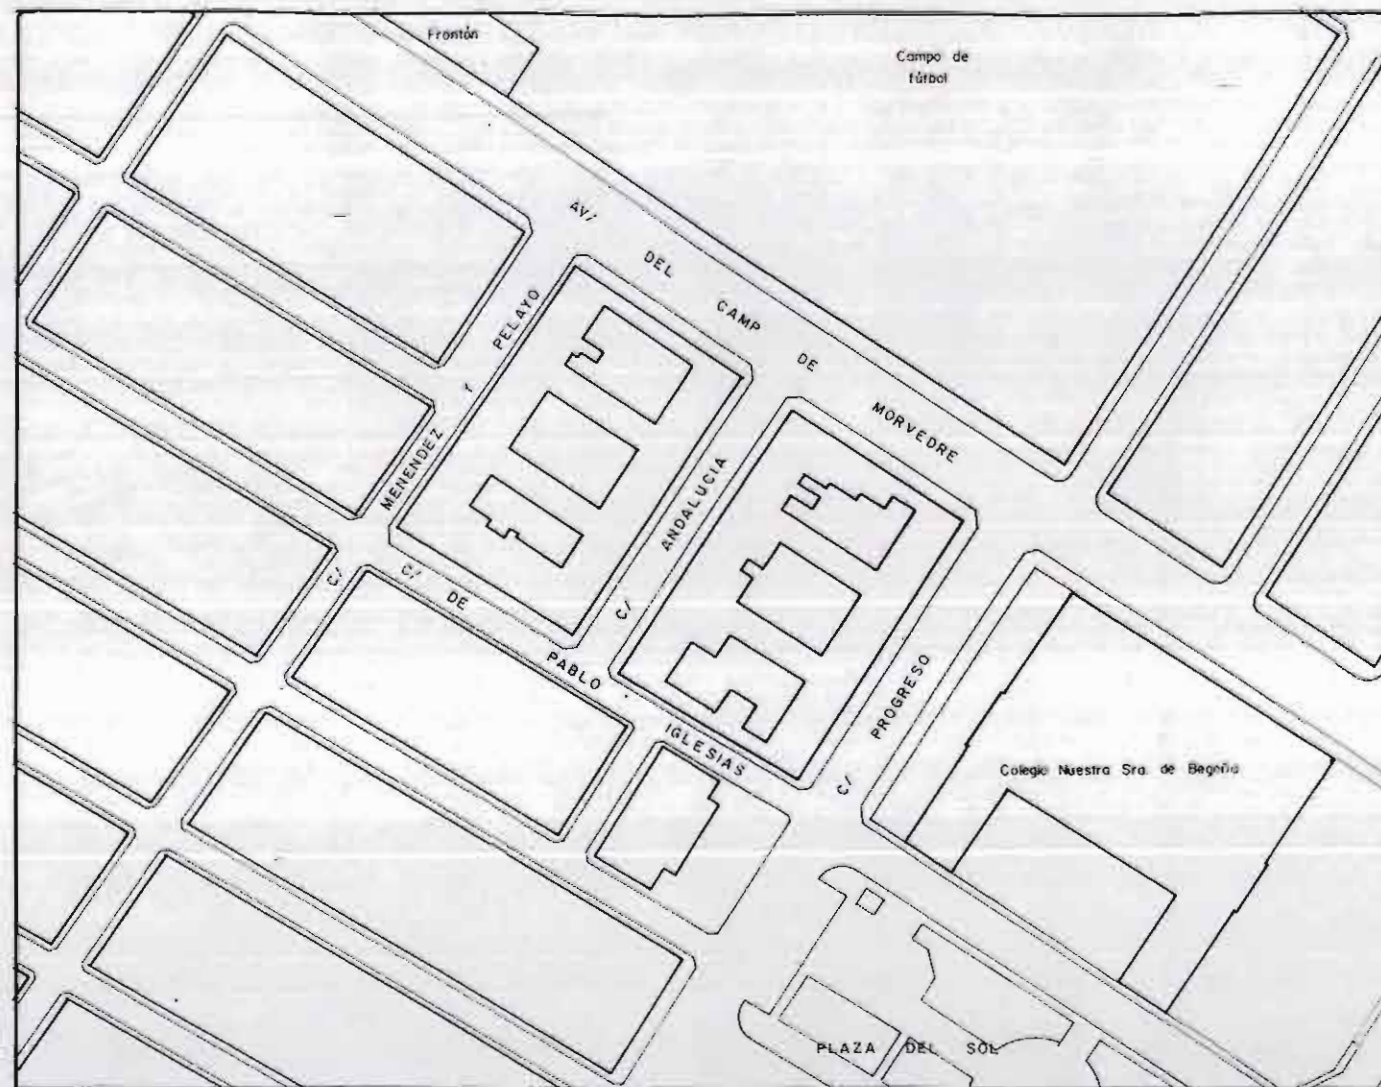 Frontón
Campo de
fútbol
AV/ DEL CAMP DE MORVEDRE
C/ MENENDEZ Y PELAYO
C/ ANDALUCIA
C/ DE PABLO IGLESIAS
C/ PROGRESO
Colegio Nuestra Sra. de Begoña
PLAZA DEL SOL